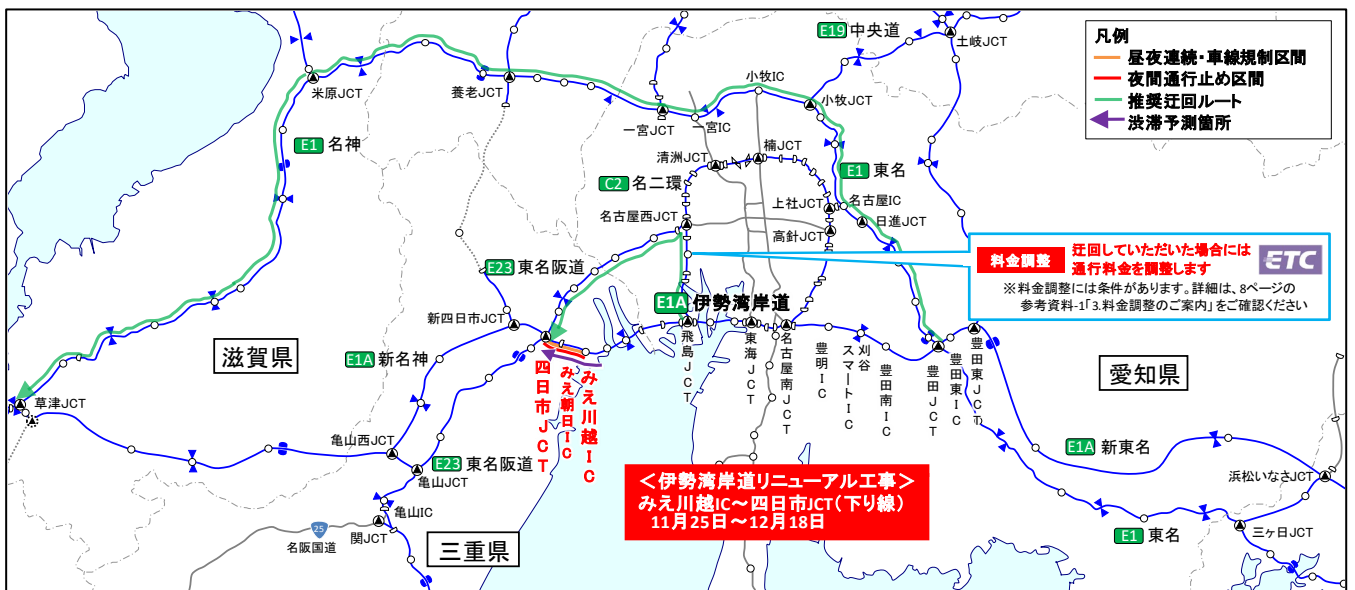 凡例
昼夜連続・車線規制区間
夜間通行止め区間
推奨迂回ルート
渋滞予測箇所
E19 中央道
土岐JCT
小牧IC
小牧JCT
米原JCT
養老JCT
一宮JCT
一宮IC
E1 名神
清洲JCT
楠JCT
C2 名二環
E1 東名
上社JCT
名古屋IC
日進JCT
名古屋西JCT
高針JCT
料金調整
迂回していただいた場合には
通行料金を調整します
ETC
※料金調整には条件があります。詳細は、8ページの
参考資料-1「3.料金調整のご案内」をご確認ください
E23 東名阪道
E1A 伊勢湾岸道
新四日市JCT
滋賀県
E1A 新名神
四日市JCT
みえ朝日IC
みえ川越IC
飛島JCT
東海JCT
名古屋南JCT
豊明IC
刈谷
スマートIC
豊田南IC
豊田JCT
豊田東IC
豊田東JCT
愛知県
草津JCT
亀山西JCT
E23 東名阪道
亀山JCT
E1A 新東名
浜松いなさJCT
<伊勢湾岸道リニューアル工事>
みえ川越IC~四日市JCT(下り線)
11月25日~12月18日
亀山IC
25
名阪国道
関JCT
三重県
E1 東名
三ヶ日JCT